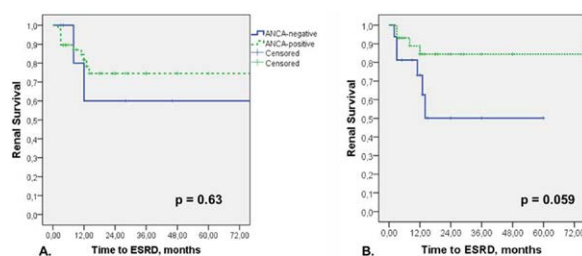 ANCA-negative
ANCA-positive
Censored
Censored
Renal Survival
1,0
0,9
0,8
0,7
0,6
0,5
0,4
0,3
0,2
0,1
0,0
p = 0.63
0,00 12,00 24,00 36,00 48,00 60,00 72,00
A. Time to ESRD, months
Renal Survival
1,0
0,9
0,8
0,7
0,6
0,5
0,4
0,3
0,2
0,1
0,0
p = 0.059
0,00 12,00 24,00 36,00 48,00 60,00 72,00
B. Time to ESRD, months